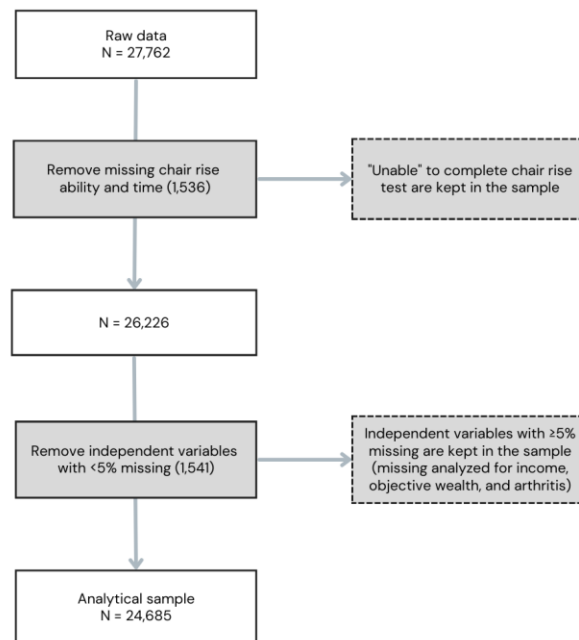 Raw data
N = 27,762
Remove missing chair rise
ability and time (1,536)
"Unable" to complete chair rise
test are kept in the sample
N = 26,226
Remove independent variables
with <5% missing (1,541)
Independent variables with ≥5%
missing are kept in the sample
(missing analyzed for income,
objective wealth, and arthritis)
Analytical sample
N = 24,685